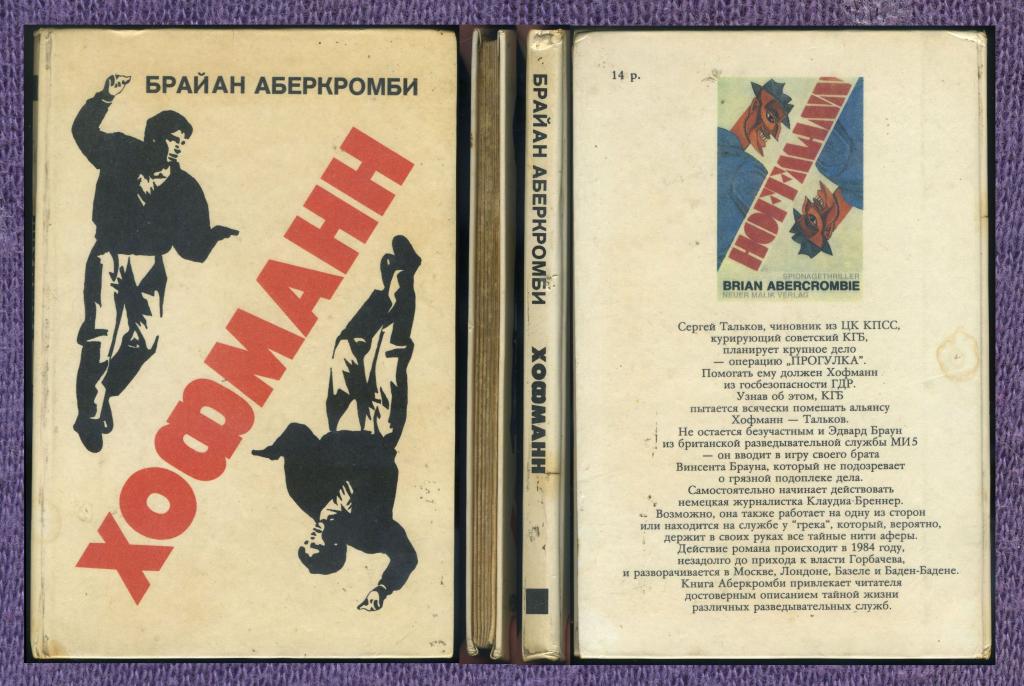 БРАЙАН АБЕРКРОМБИ
ХОФМАНН
БРАЙАН АБЕРКРОМБИ ХОФМАНН
14 р.
HOFFMANN
SPIONAGETHRILLER
BRIAN ABERCROMBIE
NEUER MALIK VERLAG
Сергей Тальков, чиновник из ЦК КПСС,
курирующий советский КГБ,
планирует крупное дело
— операцию „ПРОГУЛКА".
Помогать ему должен Хофманн
из госбезопасности ГДР.
Узнав об этом, КГБ
пытается всячески помешать альянсу
Хофманн — Тальков.
Не остается безучастным и Эдвард Браун
из британской разведывательной службы МИ5
— он вводит в игру своего брата
Винсента Брауна, который не подозревает
о грязной подоплеке дела.
Самостоятельно начинает действовать
немецкая журналистка Клаудиа Бреннер.
Возможно, она также работает на одну из сторон
или находится на службе у "грека", который, вероятно,
держит в своих руках все тайные нити аферы.
Действие романа происходит в 1984 году,
незадолго до прихода к власти Горбачева,
и разворачивается в Москве, Лондоне, Базеле и Баден-Бадене.
Книга Аберкромби привлекает читателя
достоверным описанием тайной жизни
различных разведывательных служб.